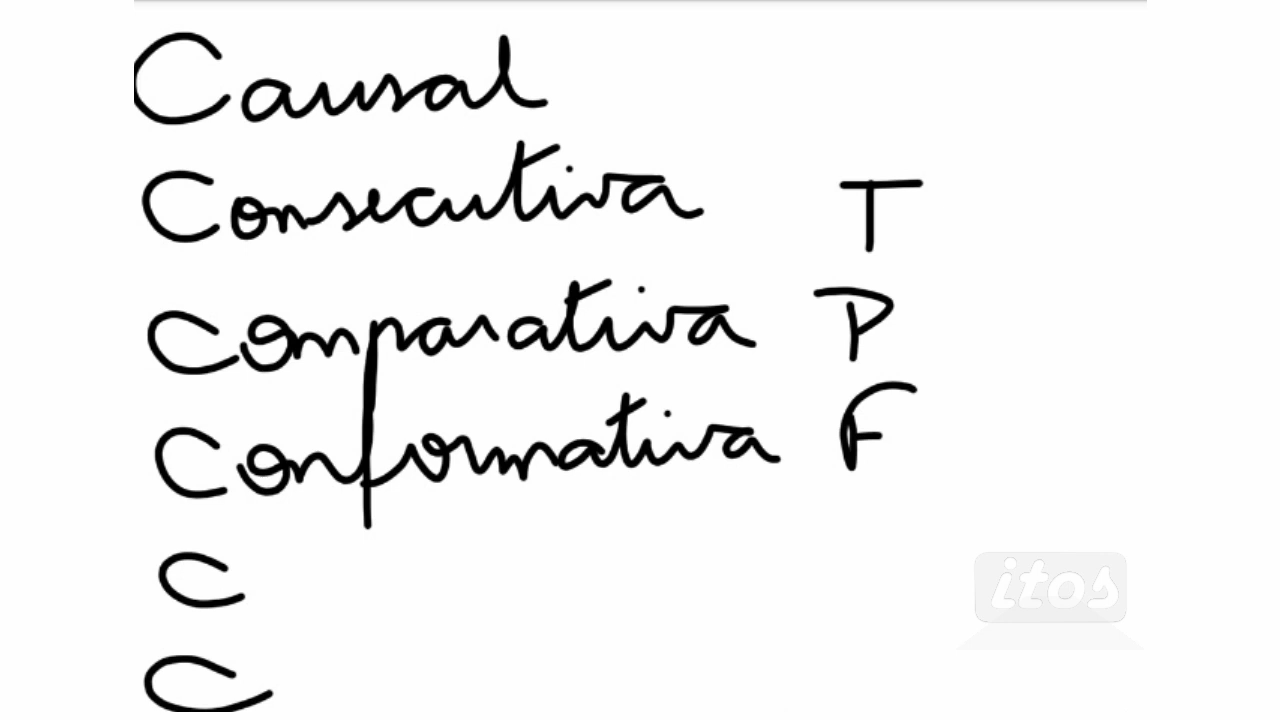 Causal
Consecutiva T
Comparativa P
Conformativa F
C
C
itos